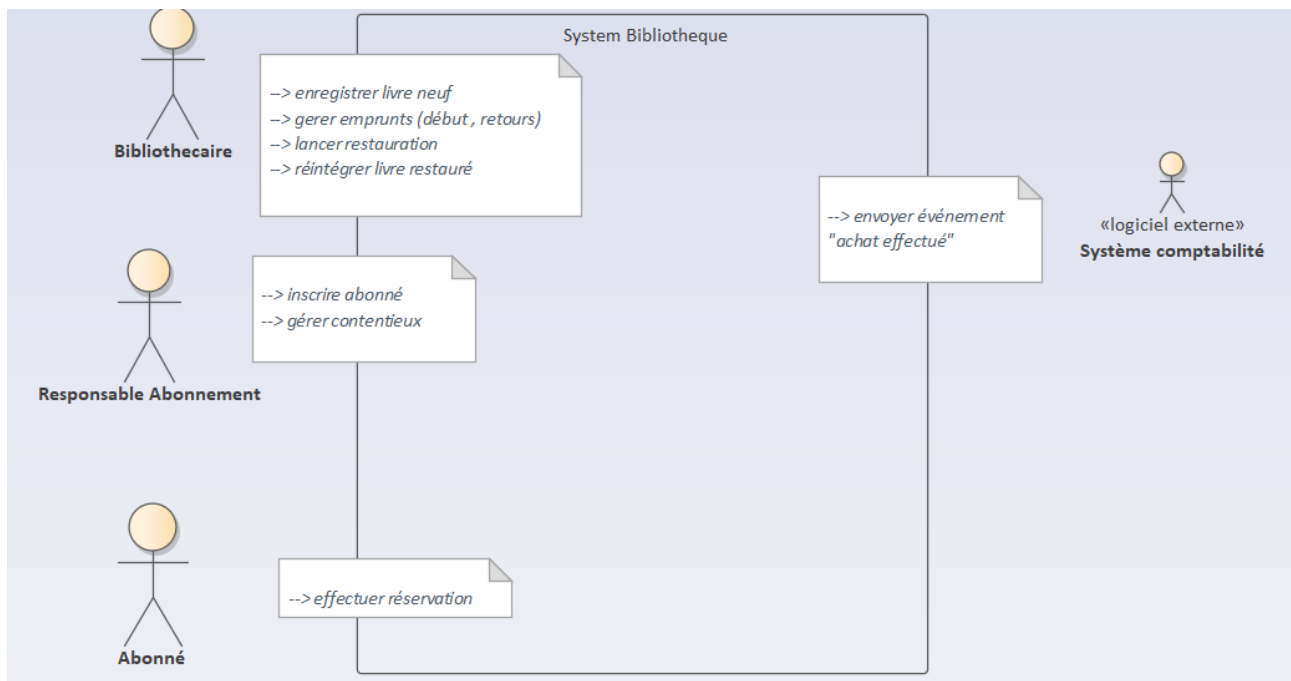 System Bibliotheque
--> enregistrer livre neuf
--> gerer emprunts (début , retours)
--> lancer restauration
--> réintégrer livre restauré
Bibliothecaire
--> envoyer événement
"achat effectué"
«logiciel externe»
Système comptabilité
--> inscrire abonné
--> gérer contentieux
Responsable Abonnement
--> effectuer réservation
Abonné